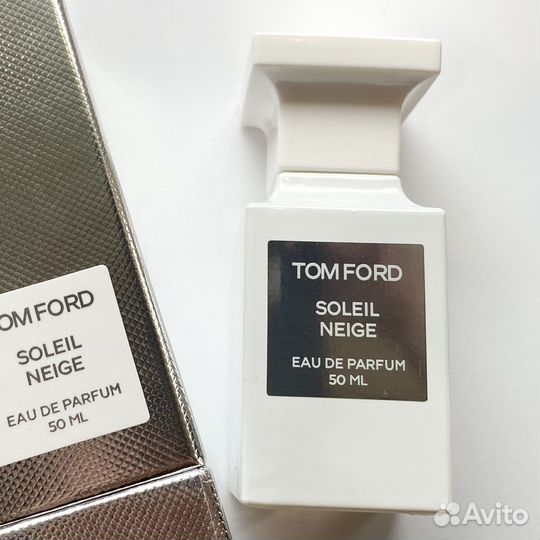 OM FORD
SOLEIL
NEIGE
EAU DE PARFUM
50 ML
TOM FORD
SOLEIL
NEIGE
EAU DE PARFUM
50 ML
Avito